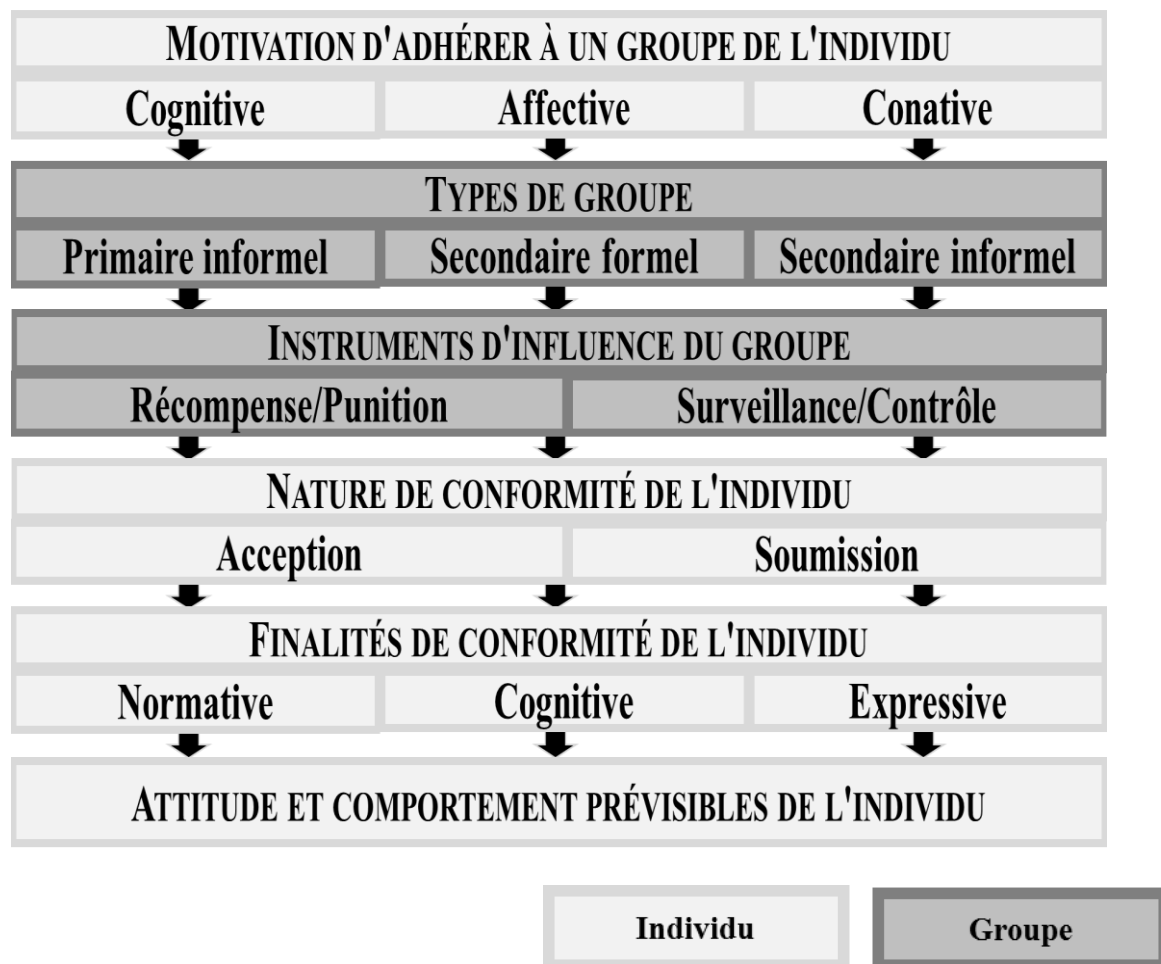 MOTIVATION D'ADHÉRER À UN GROUPE DE L'INDIVIDU
Cognitive Affective Conative
TYPES DE GROUPE
Primaire informel Secondaire formel Secondaire informel
INSTRUMENTS D'INFLUENCE DU GROUPE
Récompense/Punition Surveillance/Contrôle
NATURE DE CONFORMITÉ DE L'INDIVIDU
Acception Soumission
FINALITÉS DE CONFORMITÉ DE L'INDIVIDU
Normative Cognitive Expressive
ATTITUDE ET COMPORTEMENT PRÉVISIBLES DE L'INDIVIDU
Individu Groupe